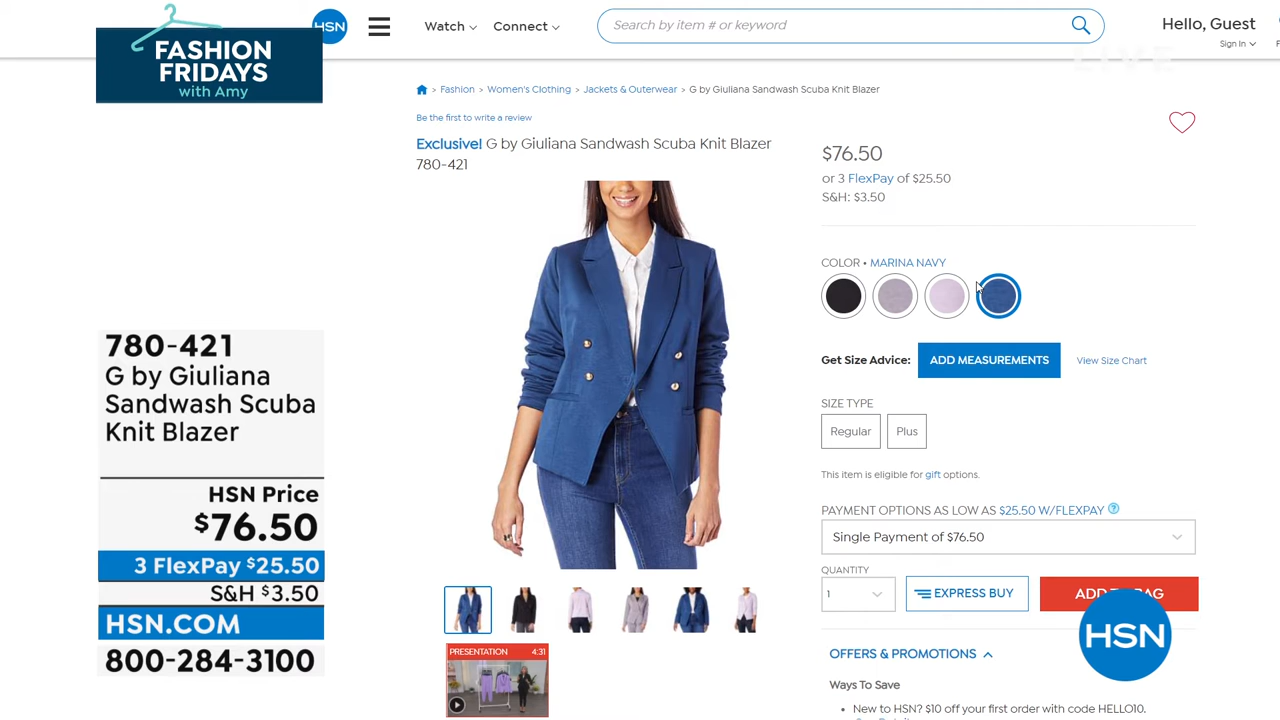 FASHION
FRIDAYS
with Amy
HSN
Watch
Connect
Search by item # or keyword
Hello, Guest
Sign In
LIVE
> Fashion > Women's Clothing > Jackets & Outerwear > G by Giuliana Sandwash Scuba Knit Blazer
Be the first to write a review
Exclusive! G by Giuliana Sandwash Scuba Knit Blazer
780-421
$76.50
or 3 FlexPay of $25.50
S&H: $3.50
COLOR • MARINA NAVY
Get Size Advice:
ADD MEASUREMENTS
View Size Chart
SIZE TYPE
Regular
Plus
This item is eligible for gift options.
PAYMENT OPTIONS AS LOW AS $25.50 W/FLEXPAY ?
Single Payment of $76.50
QUANTITY
1
EXPRESS BUY
HSN
OFFERS & PROMOTIONS
Ways To Save
• New to HSN? $10 off your first order with code HELLO10.
780-421
G by Giuliana
Sandwash Scuba
Knit Blazer
HSN Price
$76.50
3 FlexPay $25.50
S&H $3.50
HSN.COM
800-284-3100
PRESENTATION 4:31